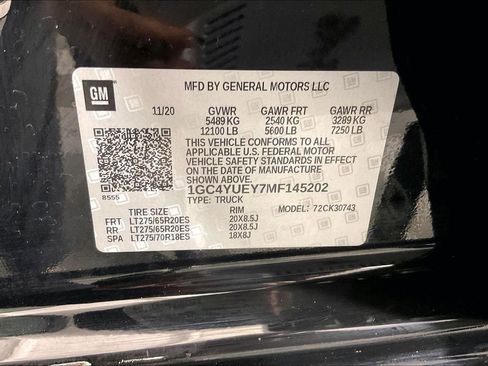 MFD BY GENERAL MOTORS LLC
GM
11/20 GVWR GAWR FRT GAWR RR
5489 KG 2540 KG 3289 KG
12100 LB 5600 LB 7250 LB
THIS VEHICLE CONFORMS TO ALL APPLICABLE
U.S. FEDERAL MOTOR VEHICLE SAFETY
STANDARDS IN EFFECT ON THE DATE OF
MANUFACTURE SHOWN ABOVE.
1GC4YUEY7MF145202
TYPE: TRUCK MODEL: 72CK30743
8555
TIRE SIZE RIM
FRT LT275/65R20ES 20X8.5J
RR LT275/65R20ES 20X8.5J
SPA LT275/70R18ES 18X8J